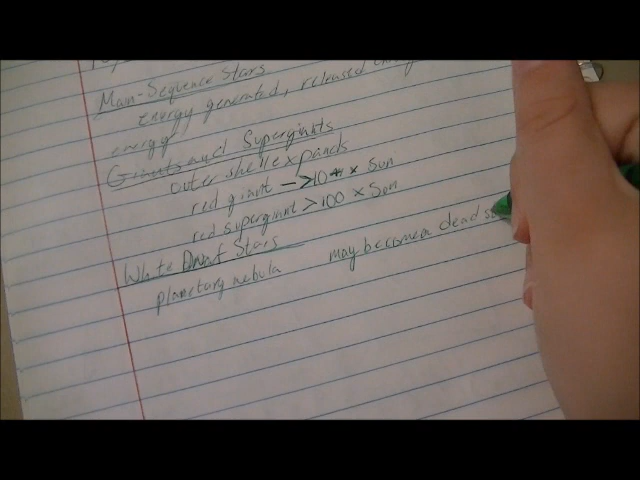 Main-Sequence Stars
energy generated, released
energy
Giants and Supergiants
outer shell expands
red giant -> 10 x Sun
red supergiant > 100 x Sun
White Dwarf Stars
planetary nebula may become a dead